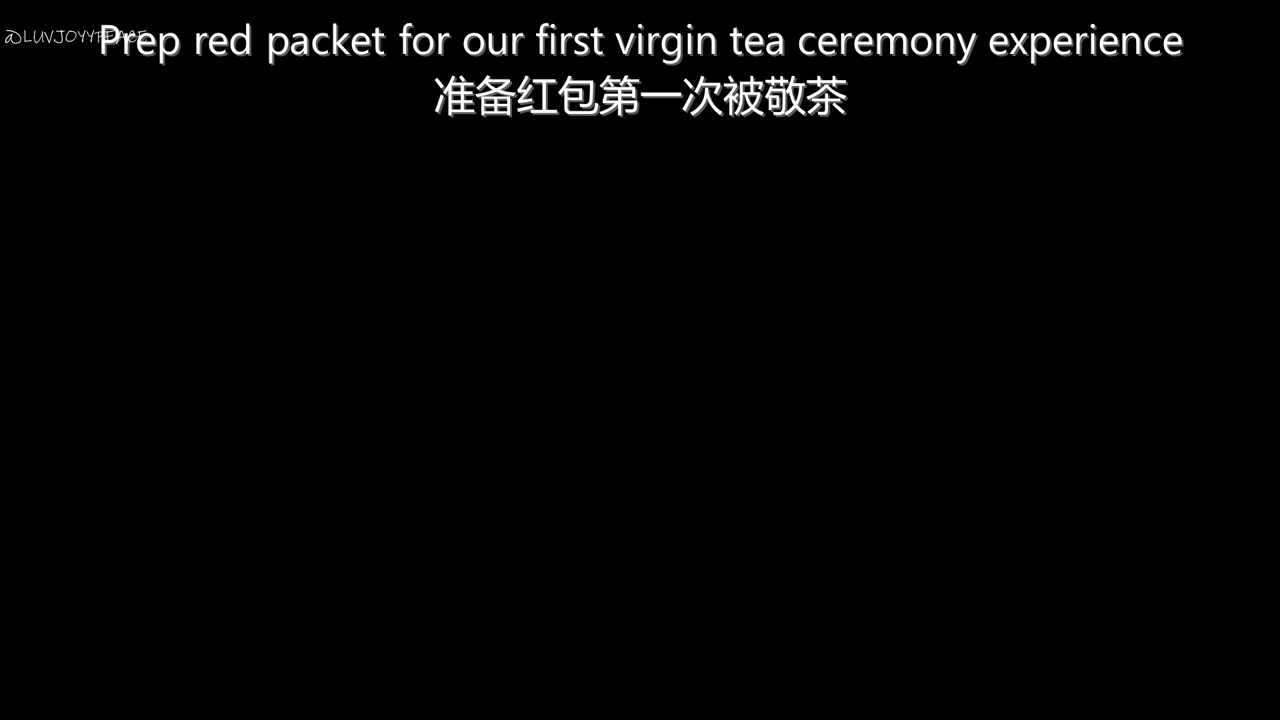 @LUVJOYYPEACE
Prep red packet for our first virgin tea ceremony experience
准备红包第一次被敬茶